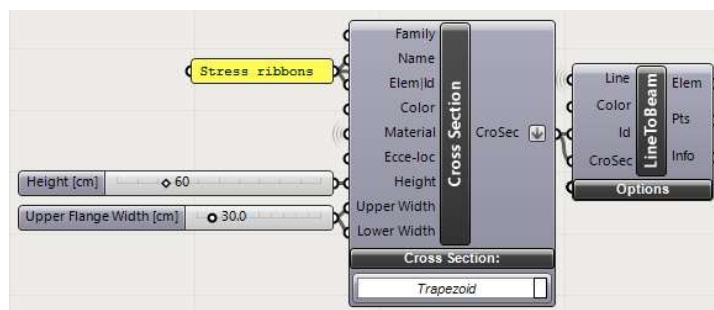 Stress ribbons
Height [cm]
60
Upper Flange Width [cm]
30.0
Family
Name
Elem|Id
Color
Material
Ecce-loc
Height
Upper Width
Lower Width
Cross Section
CroSec
Cross Section:
Trapezoid
Line
Color
Id
CroSec
LineToBeam
Elem
Pts
Info
Options